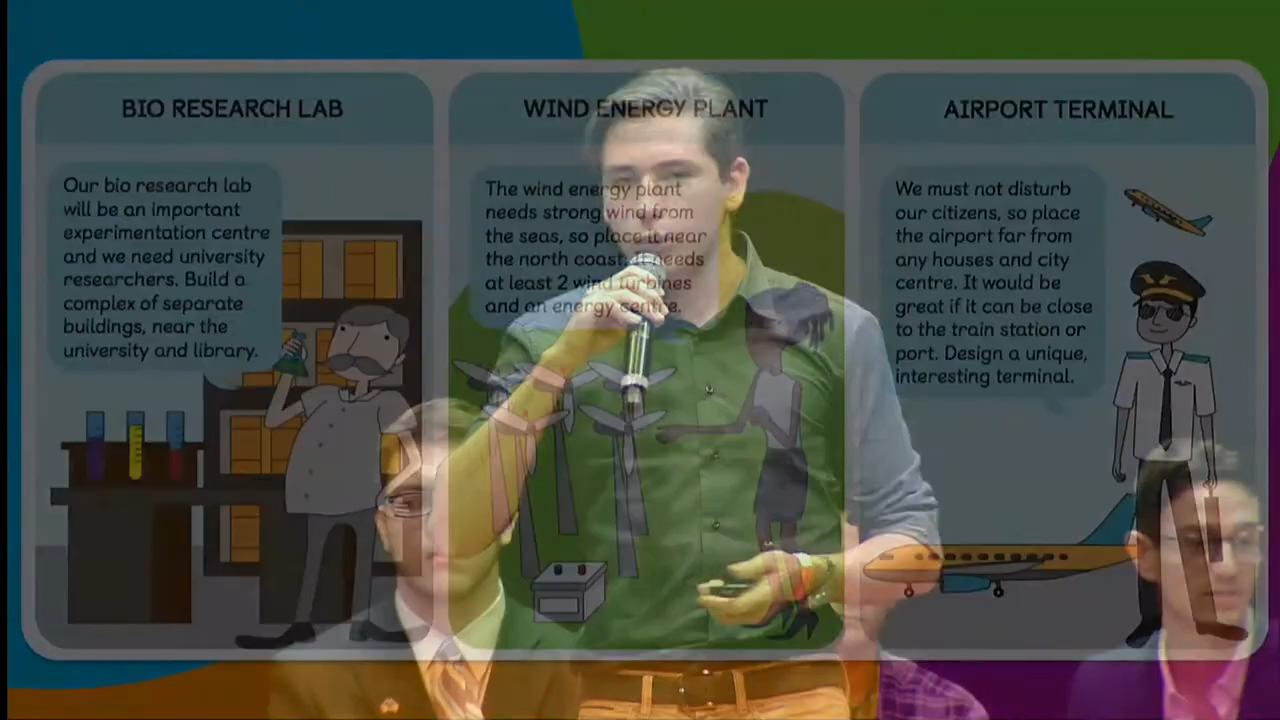 BIO RESEARCH LAB
Our bio research lab
will be an important
experimentation centre
and we need university
researchers. Build a
complex of separate
buildings, near the
university and library.
WIND ENERGY PLANT
The wind energy plant
needs strong wind from
the seas, so place it near
the north coast. It needs
at least 2 wind turbines
and an energy centre.
AIRPORT TERMINAL
We must not disturb
our citizens, so place
the airport far from
any houses and city
centre. It would be
great if it can be close
to the train station or
port. Design a unique,
interesting terminal.